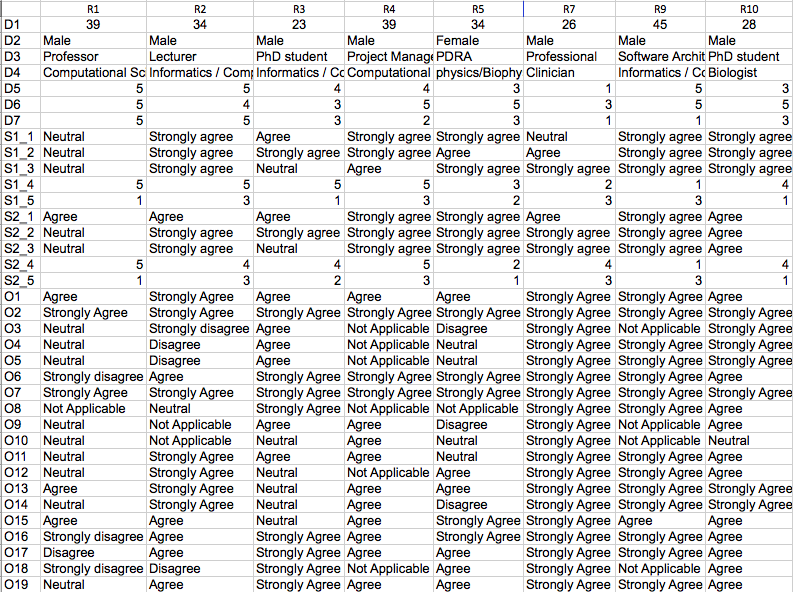 R1 R2 R3 R4 R5 R7 R9 R10
D1 39 34 23 39 34 26 45 28
D2 Male Male Male Male Female Male Male Male
D3 Professor Lecturer PhD student Project Manage PDRA Professional Software Archit PhD student
D4 Computational Sc Informatics / Comp Informatics / Co Computational physics/Biophy Clinician Informatics / Co Biologist
D5 5 5 4 4 3 1 5 3
D6 5 4 3 5 5 3 5 5
D7 5 5 3 2 3 1 1 3
S1_1 Neutral Strongly agree Agree Strongly agree Strongly agree Neutral Strongly agree Strongly agree
S1_2 Neutral Strongly agree Strongly agree Strongly agree Agree Agree Strongly agree Strongly agree
S1_3 Neutral Strongly agree Neutral Agree Strongly agree Strongly agree Strongly agree Strongly agree
S1_4 5 5 5 5 3 2 1 4
S1_5 1 3 1 3 2 3 3 1
S2_1 Agree Agree Agree Strongly agree Strongly agree Agree Strongly agree Agree
S2_2 Neutral Strongly agree Strongly agree Strongly agree Strongly agree Strongly agree Strongly agree Agree
S2_3 Neutral Strongly agree Neutral Strongly agree Strongly agree Strongly agree Strongly agree Agree
S2_4 5 4 4 5 2 4 1 4
S2_5 1 3 2 3 1 3 3 1
O1 Agree Strongly Agree Agree Agree Agree Strongly Agree Strongly Agree Agree
O2 Strongly Agree Strongly Agree Strongly Agree Strongly Agree Strongly Agree Strongly Agree Strongly Agree Strongly Agree
O3 Neutral Strongly disagree Agree Not Applicable Disagree Strongly Agree Not Applicable Strongly Agree
O4 Neutral Disagree Agree Not Applicable Neutral Strongly Agree Strongly Agree Strongly Agree
O5 Neutral Disagree Agree Not Applicable Neutral Strongly Agree Strongly Agree Strongly Agree
O6 Strongly disagree Agree Strongly Agree Strongly Agree Strongly Agree Strongly Agree Strongly Agree Agree
O7 Strongly Agree Strongly Agree Strongly Agree Strongly Agree Strongly Agree Strongly Agree Strongly Agree Strongly Agree
O8 Not Applicable Neutral Strongly Agree Not Applicable Not Applicable Strongly Agree Strongly Agree Agree
O9 Neutral Not Applicable Agree Agree Disagree Strongly Agree Not Applicable Agree
O10 Neutral Not Applicable Neutral Agree Neutral Strongly Agree Not Applicable Neutral
O11 Neutral Strongly Agree Agree Agree Neutral Strongly Agree Strongly Agree Agree
O12 Neutral Strongly Agree Neutral Not Applicable Agree Strongly Agree Strongly Agree Agree
O13 Agree Strongly Agree Neutral Agree Agree Strongly Agree Strongly Agree Strongly Agree
O14 Neutral Strongly Agree Neutral Agree Disagree Strongly Agree Strongly Agree Strongly Agree
O15 Agree Agree Neutral Agree Strongly Agree Strongly Agree Agree Agree
O16 Strongly disagree Agree Strongly Agree Agree Strongly Agree Strongly Agree Strongly Agree Agree
O17 Disagree Agree Strongly Agree Agree Agree Strongly Agree Strongly Agree Agree
O18 Strongly disagree Disagree Strongly Agree Not Applicable Agree Strongly Agree Not Applicable Agree
O19 Neutral Agree Strongly Agree Agree Agree Strongly Agree Strongly Agree Agree